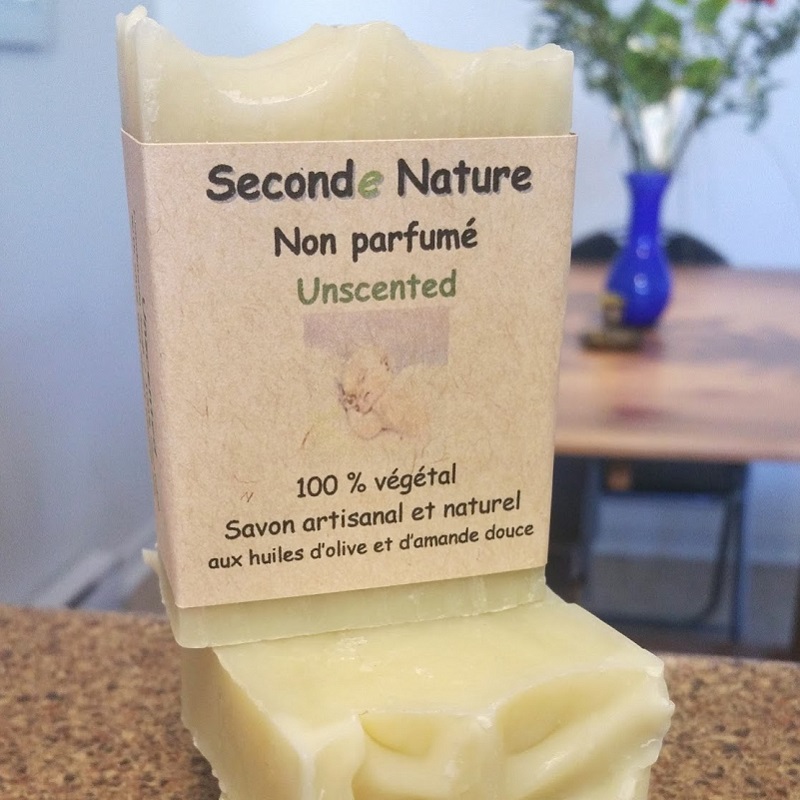 Seconde Nature
Non parfumé
Unscented
100 % végétal
Savon artisanal et naturel
aux huiles d'olive et d'amande douce